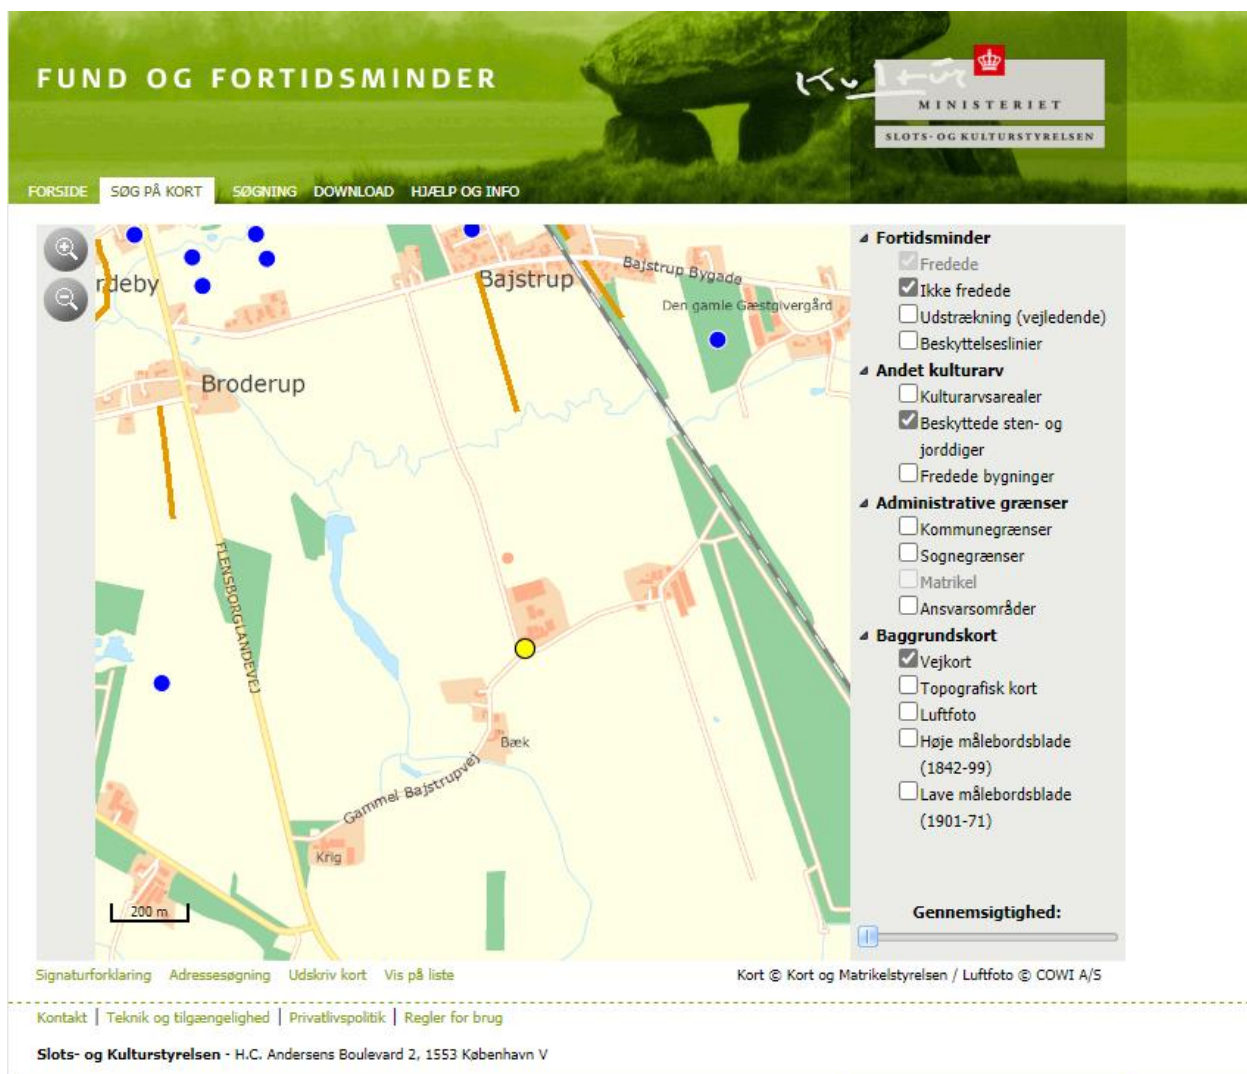 FUND OG FORTIDSMINDER
Kultur
MINISTERIET
SLOTS- OG KULTURSTYRELSEN
FORSIDE SØG PÅ KORT SØGNING DOWNLOAD HJÆLP OG INFO
rdeby
Bajstrup
Bajstrup Bygade
Den gamle Gæstgivergård
Broderup
FLENSBORGLANDEVEJ
Bæk
Gammel Bajstrupvej
Krig
200 m
Fortidsminder
Fredede
Ikke fredede
Udstrækning (vejledende)
Beskyttelseslinier
Andet kulturarv
Kulturarvsarealer
Beskyttede sten- og
jorddiger
Fredede bygninger
Administrative grænser
Kommunegrænser
Sognegrænser
Matrikel
Ansvarsområder
Baggrundskort
Vejkort
Topografisk kort
Luftfoto
Høje målebordsblade
(1842-99)
Lave målebordsblade
(1901-71)
Gennemsigtighed:
Signaturforklaring Adressesøgning Udskriv kort Vis på liste
Kort © Kort og Matrikelstyrelsen / Luftfoto © COWI A/S
Kontakt | Teknik og tilgængelighed | Privatlivspolitik | Regler for brug
Slots- og Kulturstyrelsen - H.C. Andersens Boulevard 2, 1553 København V